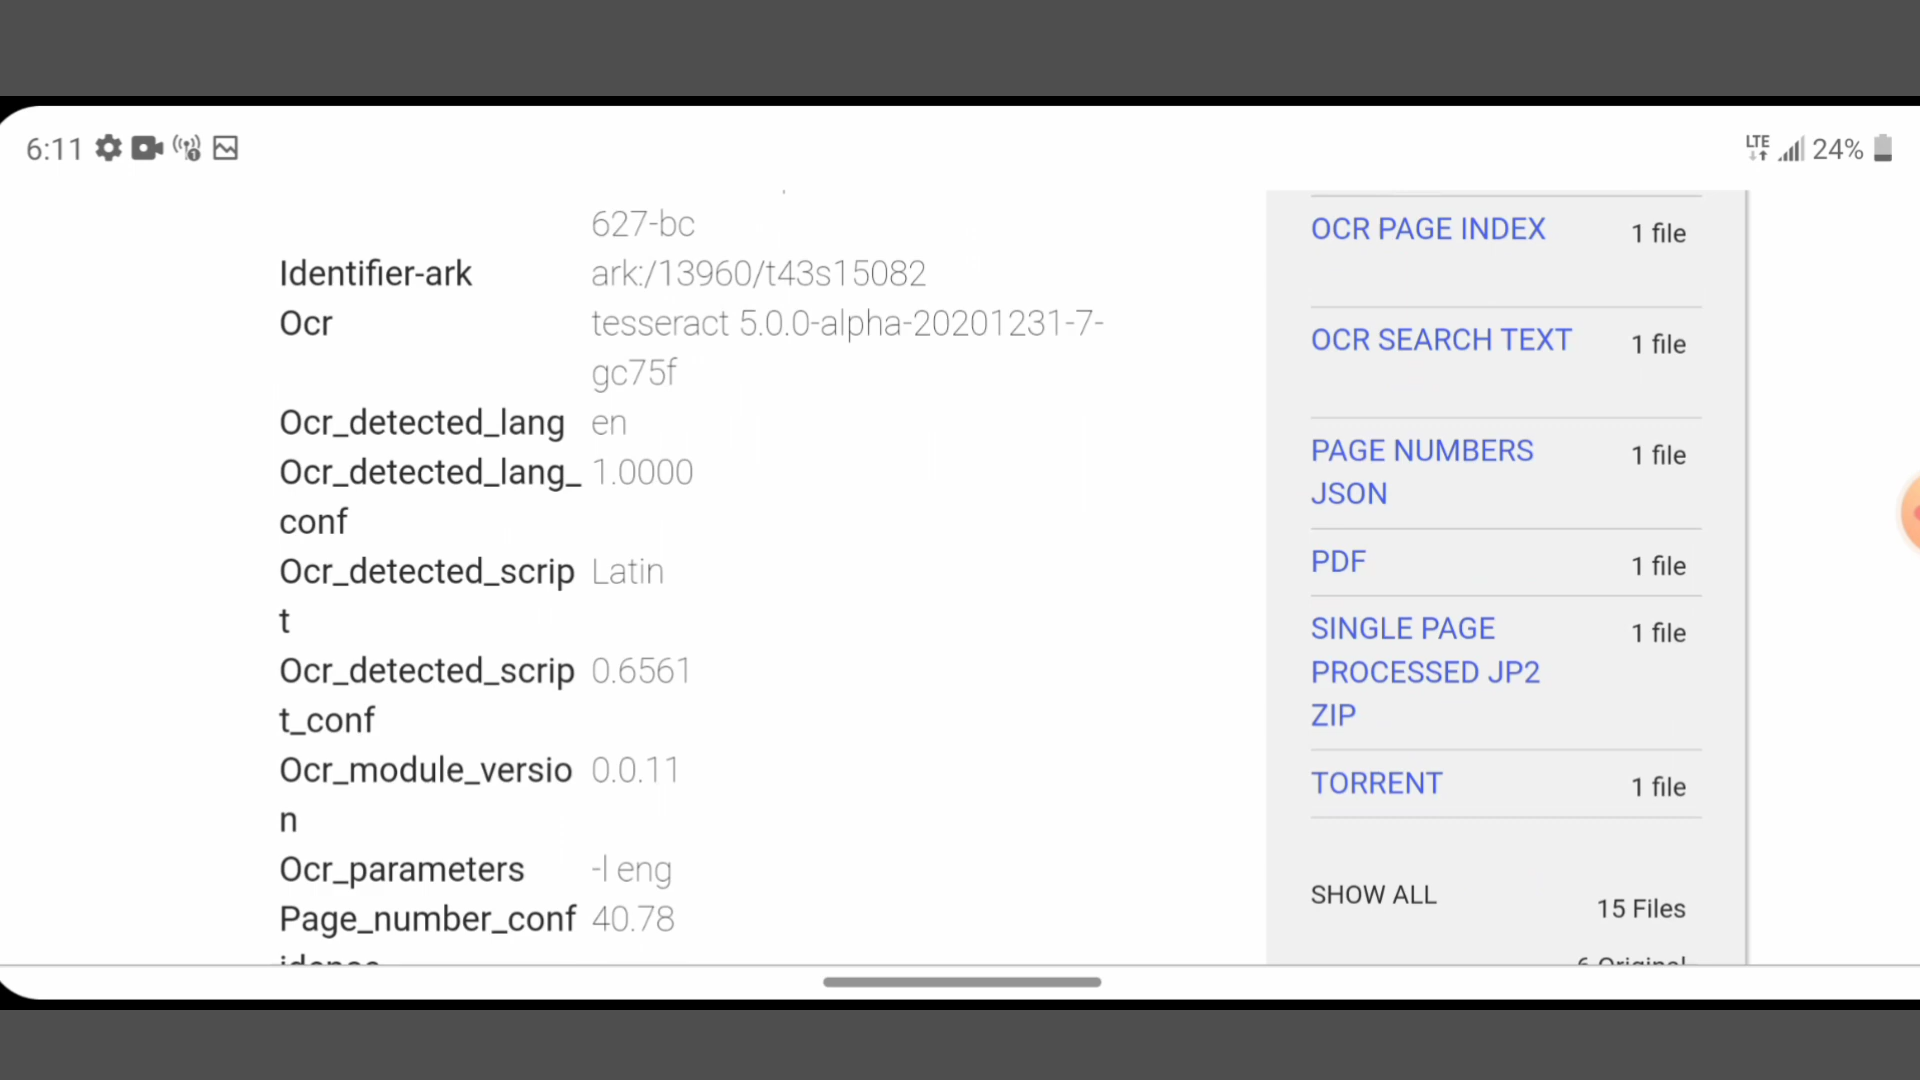 6:11
LTE 24%
627-bc
Identifier-ark ark:/13960/t43s15082
Ocr tesseract 5.0.0-alpha-20201231-7-
gc75f
Ocr_detected_lang en
Ocr_detected_lang_ 1.0000
conf
Ocr_detected_scrip Latin
t
Ocr_detected_scrip 0.6561
t_conf
Ocr_module_versio 0.0.11
n
Ocr_parameters -l eng
Page_number_conf 40.78
OCR PAGE INDEX 1 file
OCR SEARCH TEXT 1 file
PAGE NUMBERS 1 file
JSON
PDF 1 file
SINGLE PAGE 1 file
PROCESSED JP2
ZIP
TORRENT 1 file
SHOW ALL 15 Files
6 Original